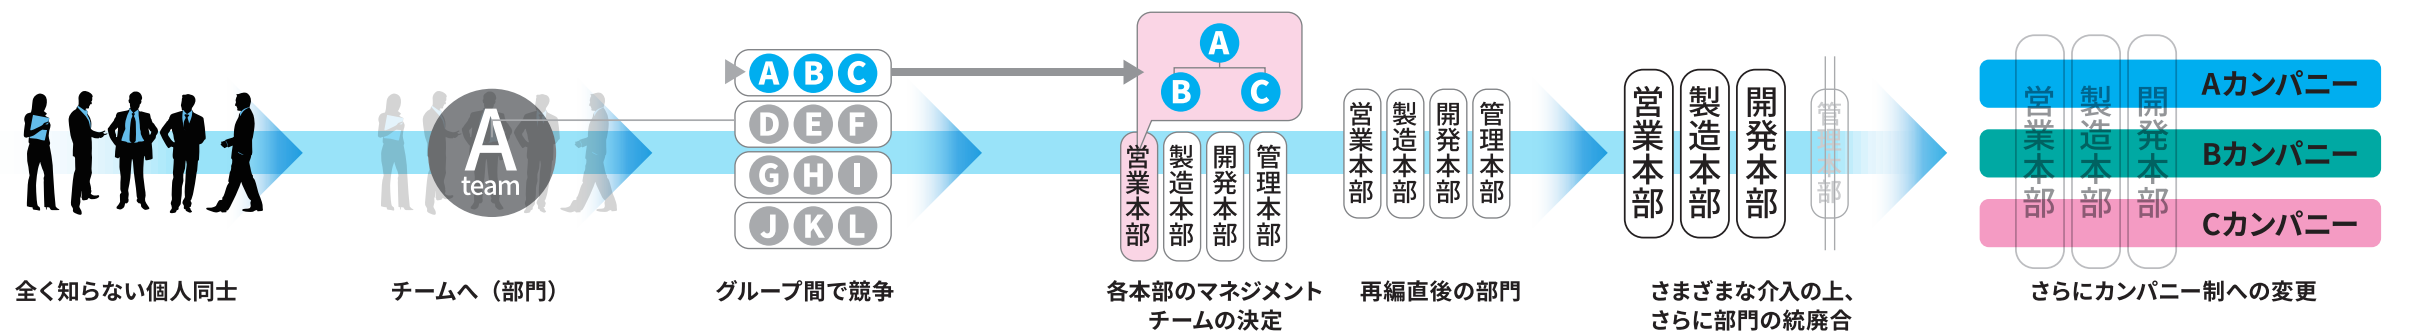 全く知らない個人同士
A
team
チームへ（部門）
A B C
D E F
G H I
J K L
グループ間で競争
A
B C
営業本部
製造本部
開発本部
管理本部
各本部のマネジメント
チームの決定
営業本部
製造本部
開発本部
管理本部
再編直後の部門
営業本部
製造本部
開発本部
管理本部
さまざまな介入の上、
さらに部門の統廃合
営業本部
製造本部
開発本部
Aカンパニー
Bカンパニー
Cカンパニー
さらにカンパニー制への変更